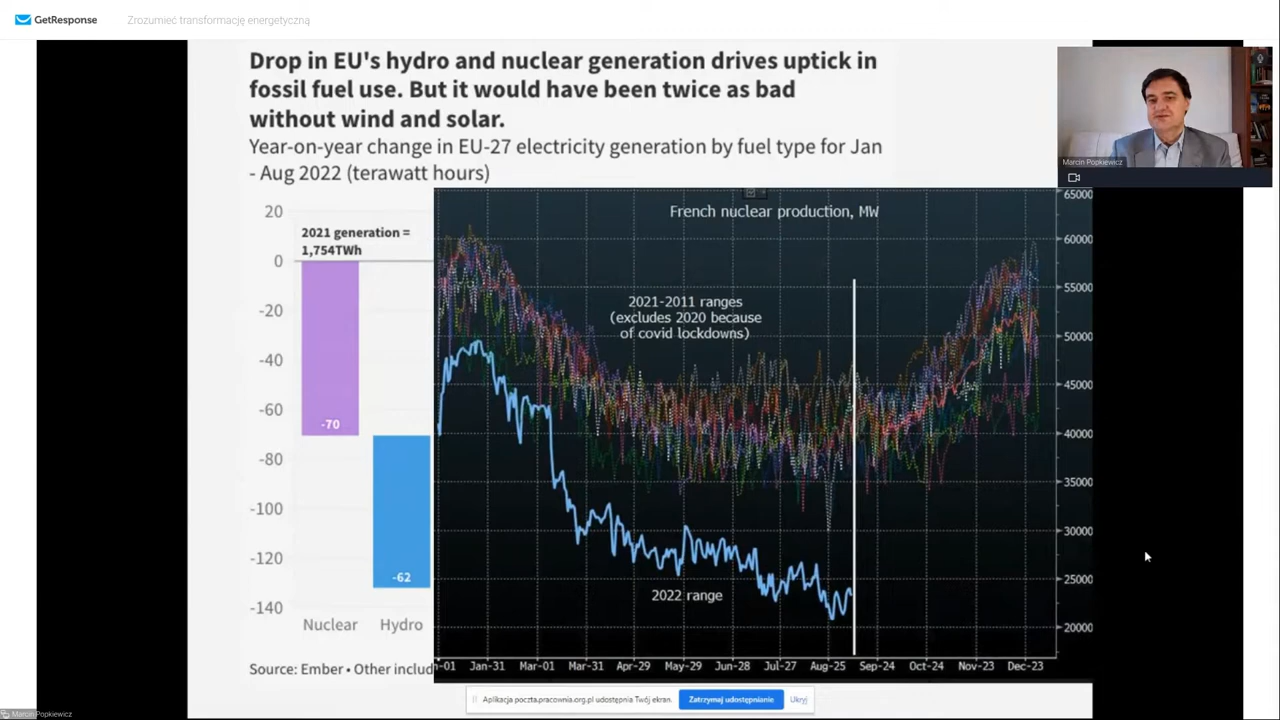 GetResponse
Zrozumieć transformację energetyczną
Drop in EU's hydro and nuclear generation drives uptick in
fossil fuel use. But it would have been twice as bad
without wind and solar.
Year-on-year change in EU-27 electricity generation by fuel type for Jan
- Aug 2022 (terawatt hours)
Marcin Popkiewicz
20
2021 generation =
1,754TWh
0
-20
-40
-60
-80
-100
-120
-140
-70
-62
Nuclear
Hydro
Source: Ember • Other includ
French nuclear production, MW
2021-2011 ranges
(excludes 2020 because
of covid lockdowns)
2022 range
65000
60000
55000
50000
45000
40000
35000
30000
25000
20000
n-01
Jan-31
Mar-01
Mar-31
Apr-29
May-29
Jun-28
Jul-27
Aug-25
Sep-24
Oct-24
Nov-23
Dec-23
Aplikacja poczta.pracownia.org.pl udostępnia Twój ekran.
Zatrzymaj udostępnianie
Ukryj
Marcin Popkiewicz